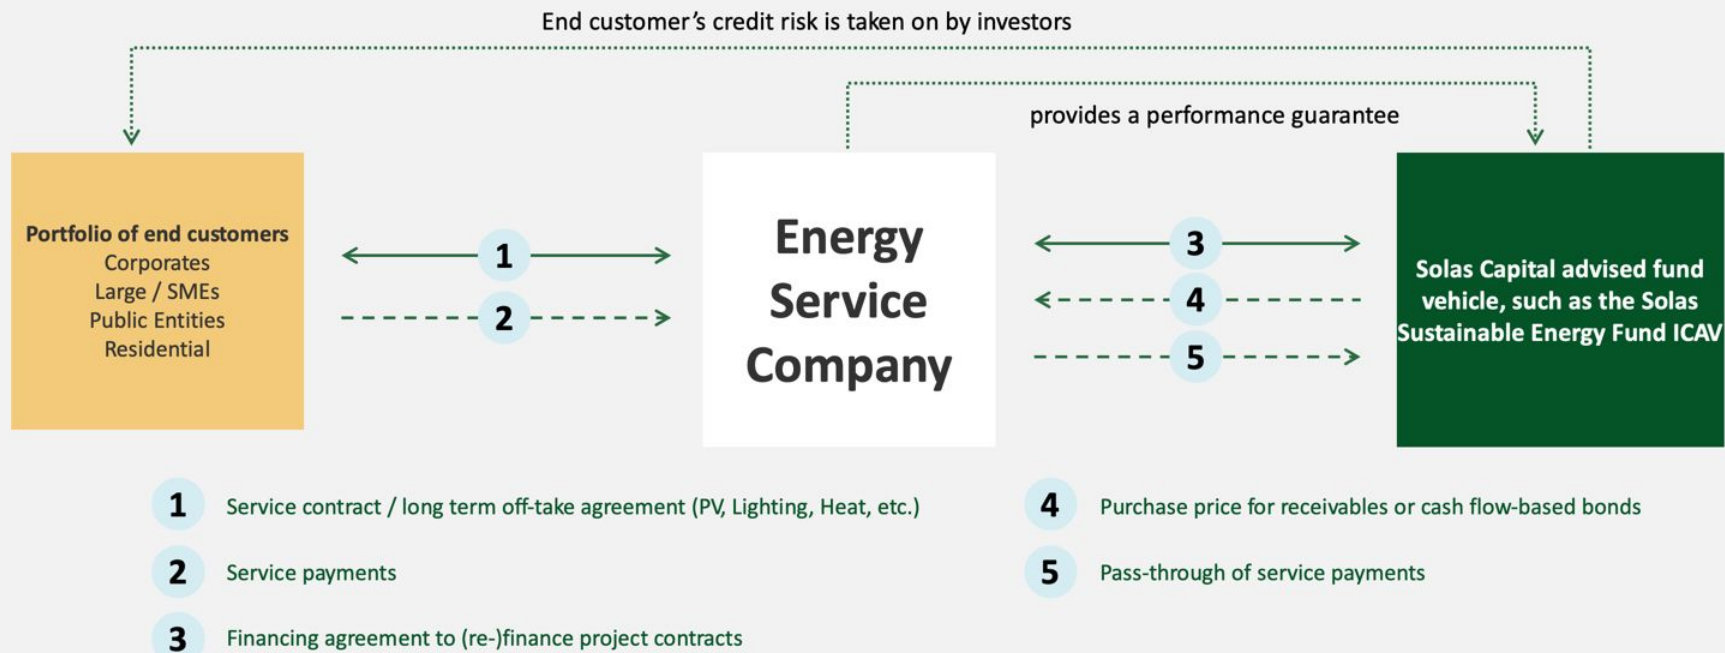 End customer’s credit risk is taken on by investors
provides a performance guarantee
Portfolio of end customers
Corporates
Large / SMEs
Public Entities
Residential
1
2
Energy
Service
Company
3
4
5
Solas Capital advised fund
vehicle, such as the Solas
Sustainable Energy Fund ICAV
1 Service contract / long term off-take agreement (PV, Lighting, Heat, etc.)
2 Service payments
3 Financing agreement to (re-)finance project contracts
4 Purchase price for receivables or cash flow-based bonds
5 Pass-through of service payments